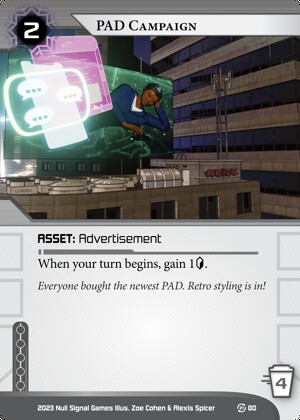 2
PAD Campaign
ASSET: Advertisement
When your turn begins, gain 1.
Everyone bought the newest PAD. Retro styling is in!
4
2023 Null Signal Games Illus. Zoe Cohen & Alexis Spicer 80